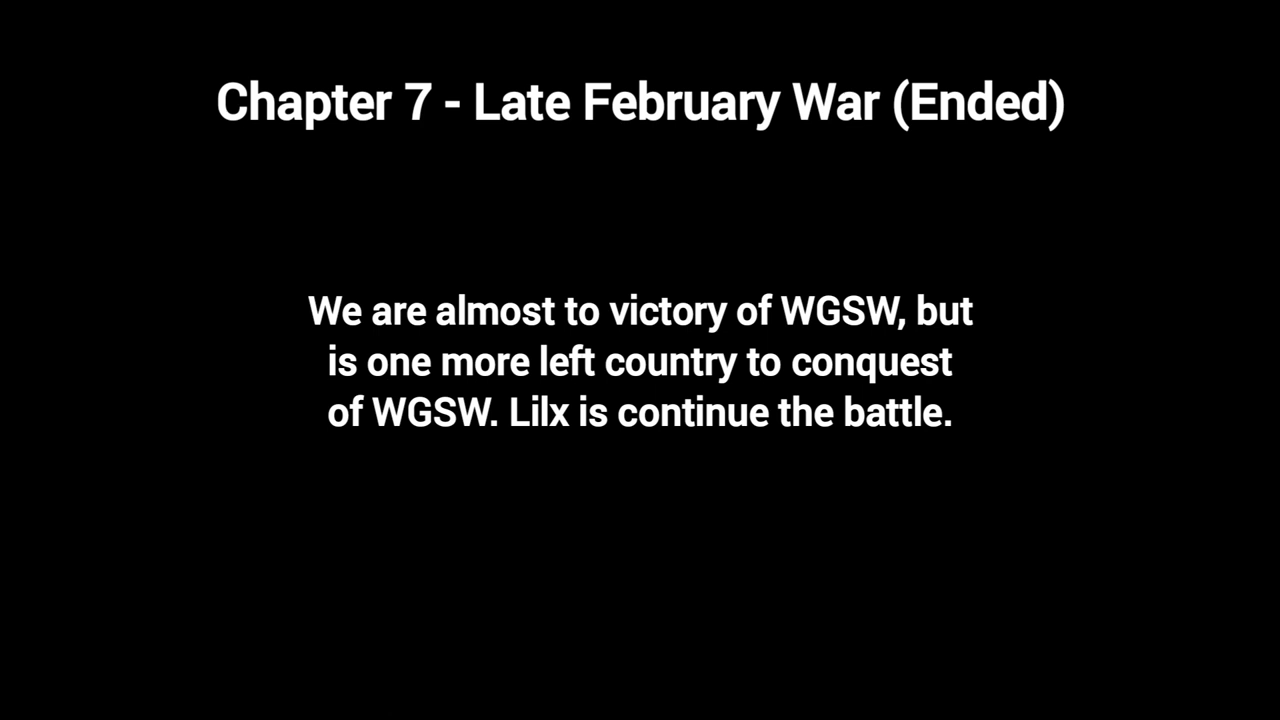 Chapter 7 - Late February War (Ended)
We are almost to victory of WGSW, but
is one more left country to conquest
of WGSW. Lilx is continue the battle.